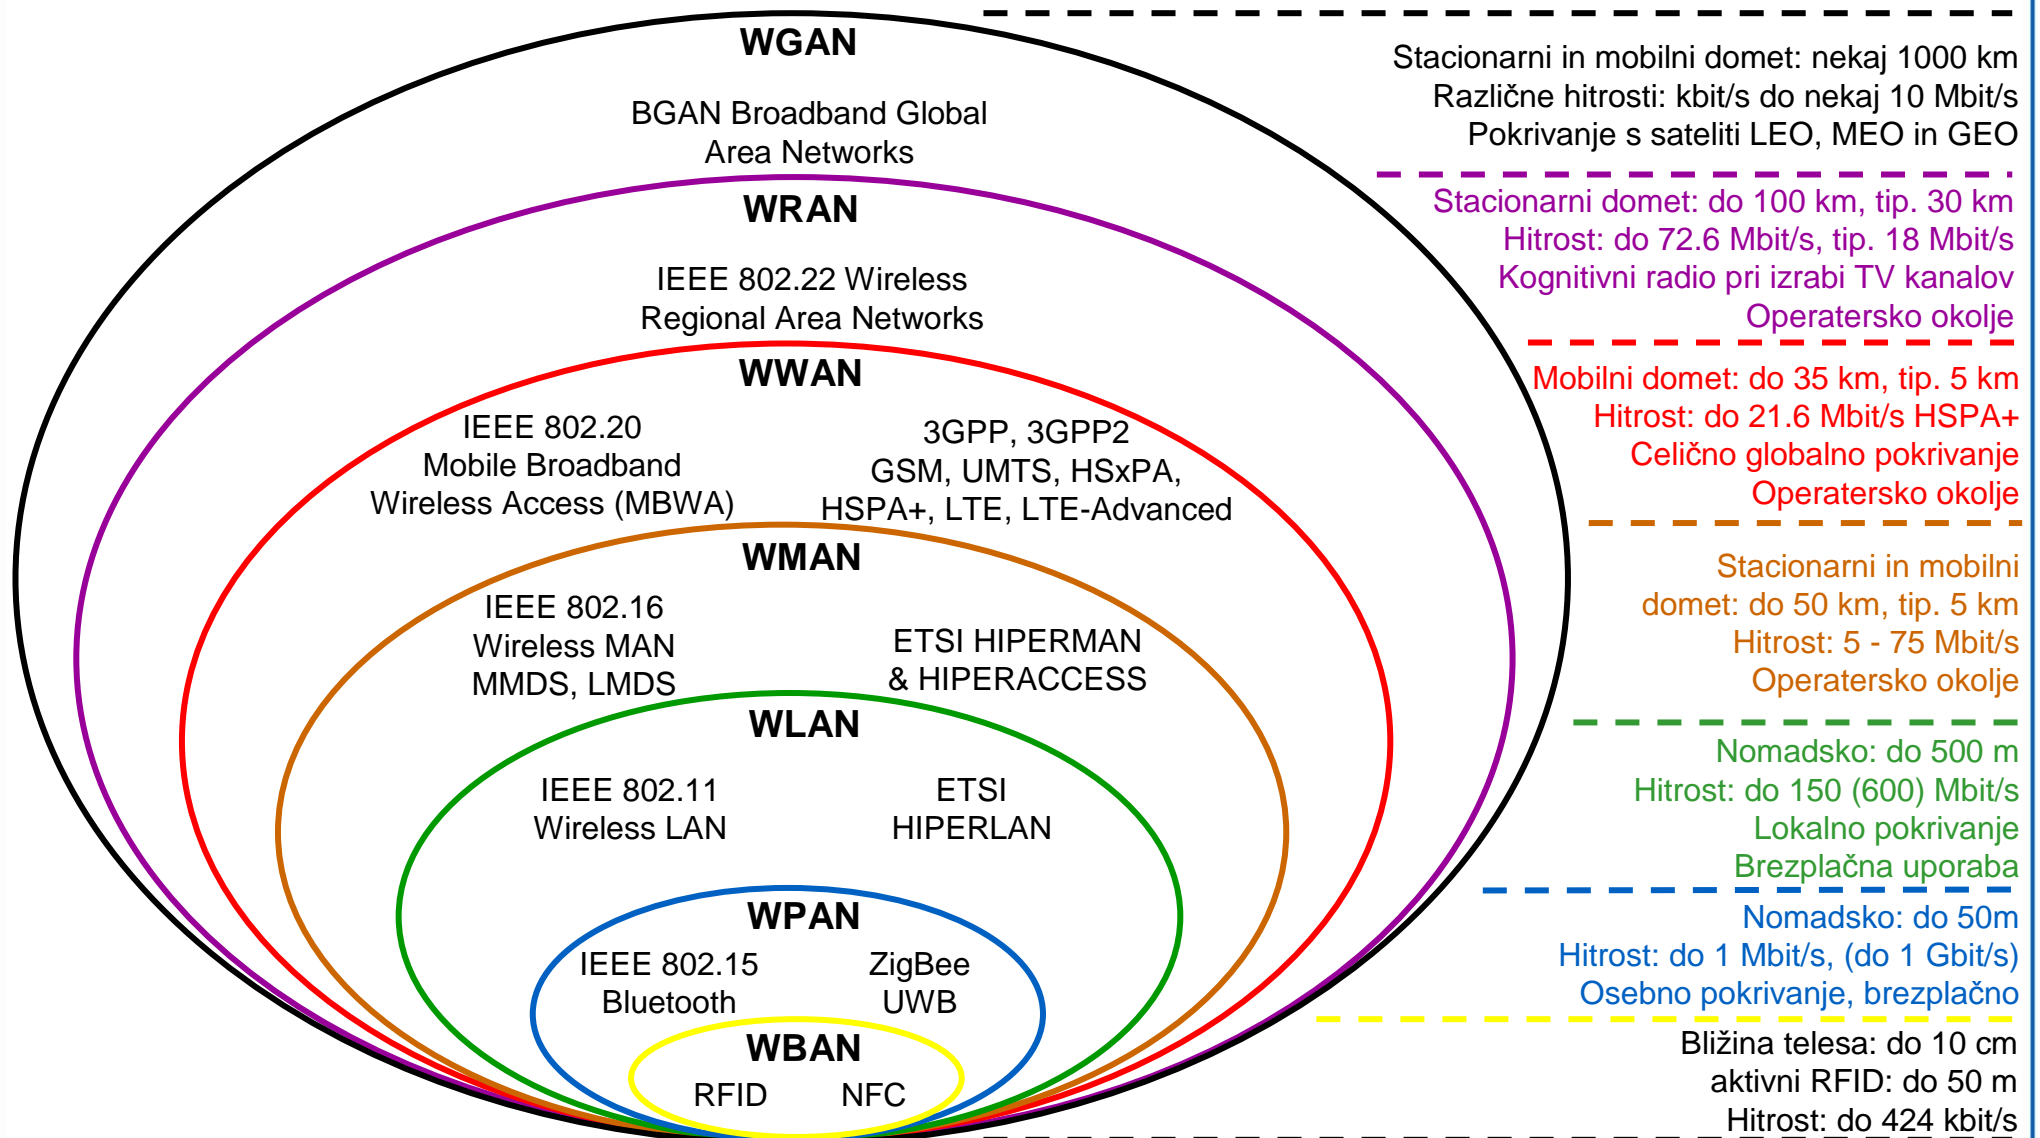 WGAN
BGAN Broadband Global
Area Networks
Stacionarni in mobilni domet: nekaj 1000 km
Različne hitrosti: kbit/s do nekaj 10 Mbit/s
Pokrivanje s sateliti LEO, MEO in GEO
WRAN
IEEE 802.22 Wireless
Regional Area Networks
Stacionarni domet: do 100 km, tip. 30 km
Hitrost: do 72.6 Mbit/s, tip. 18 Mbit/s
Kognitivni radio pri izrabi TV kanalov
Operatersko okolje
WWAN
IEEE 802.20
Mobile Broadband
Wireless Access (MBWA)
3GPP, 3GPP2
GSM, UMTS, HSxPA,
HSPA+, LTE, LTE-Advanced
Mobilni domet: do 35 km, tip. 5 km
Hitrost: do 21.6 Mbit/s HSPA+
Celično globalno pokrivanje
Operatersko okolje
WMAN
IEEE 802.16
Wireless MAN
MMDS, LMDS
ETSI HIPERMAN
& HIPERACCESS
Stacionarni in mobilni
domet: do 50 km, tip. 5 km
Hitrost: 5 - 75 Mbit/s
Operatersko okolje
WLAN
IEEE 802.11
Wireless LAN
ETSI
HIPERLAN
Nomadsko: do 500 m
Hitrost: do 150 (600) Mbit/s
Lokalno pokrivanje
Brezplačna uporaba
WPAN
IEEE 802.15
Bluetooth
ZigBee
UWB
Nomadsko: do 50m
Hitrost: do 1 Mbit/s, (do 1 Gbit/s)
Osebno pokrivanje, brezplačno
WBAN
RFID NFC
Bližina telesa: do 10 cm
aktivni RFID: do 50 m
Hitrost: do 424 kbit/s